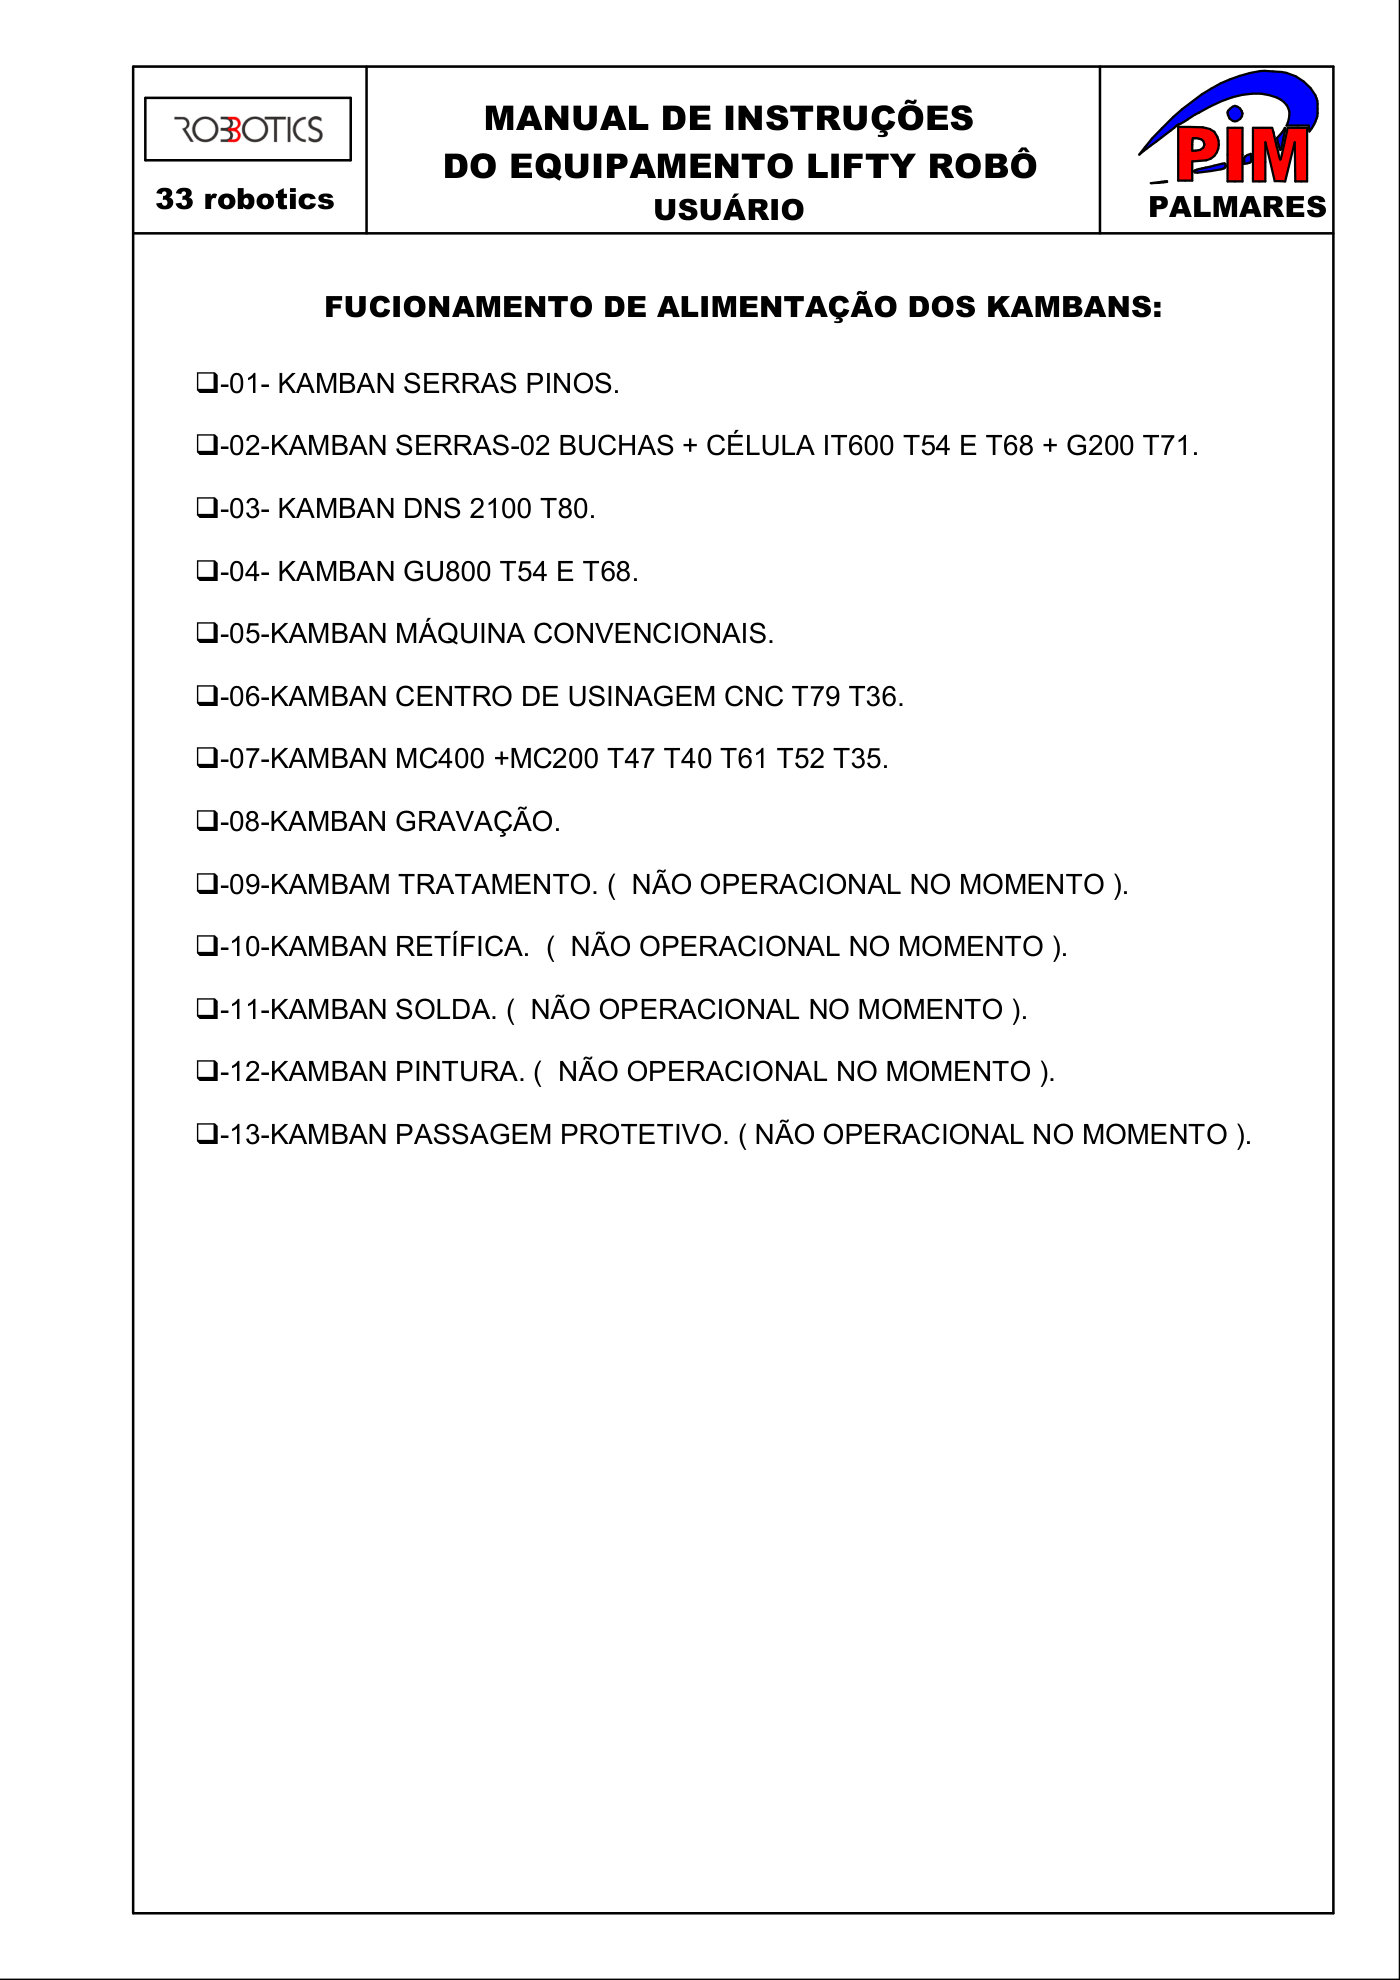 ROBBOTICS
33 robotics
MANUAL DE INSTRUÇÕES
DO EQUIPAMENTO LIFTY ROBÔ
USUÁRIO
PIM
PALMARES
FUCIONAMENTO DE ALIMENTAÇÃO DOS KAMBANS:
❑-01- KAMBAN SERRAS PINOS.
❑-02-KAMBAN SERRAS-02 BUCHAS + CÉLULA IT600 T54 E T68 + G200 T71.
❑-03- KAMBAN DNS 2100 T80.
❑-04- KAMBAN GU800 T54 E T68.
❑-05-KAMBAN MÁQUINA CONVENCIONAIS.
❑-06-KAMBAN CENTRO DE USINAGEM CNC T79 T36.
❑-07-KAMBAN MC400 +MC200 T47 T40 T61 T52 T35.
❑-08-KAMBAN GRAVAÇÃO.
❑-09-KAMBAM TRATAMENTO. (  NÃO OPERACIONAL NO MOMENTO ).
❑-10-KAMBAN RETÍFICA.  (  NÃO OPERACIONAL NO MOMENTO ).
❑-11-KAMBAN SOLDA. (  NÃO OPERACIONAL NO MOMENTO ).
❑-12-KAMBAN PINTURA. (  NÃO OPERACIONAL NO MOMENTO ).
❑-13-KAMBAN PASSAGEM PROTETIVO. ( NÃO OPERACIONAL NO MOMENTO ).